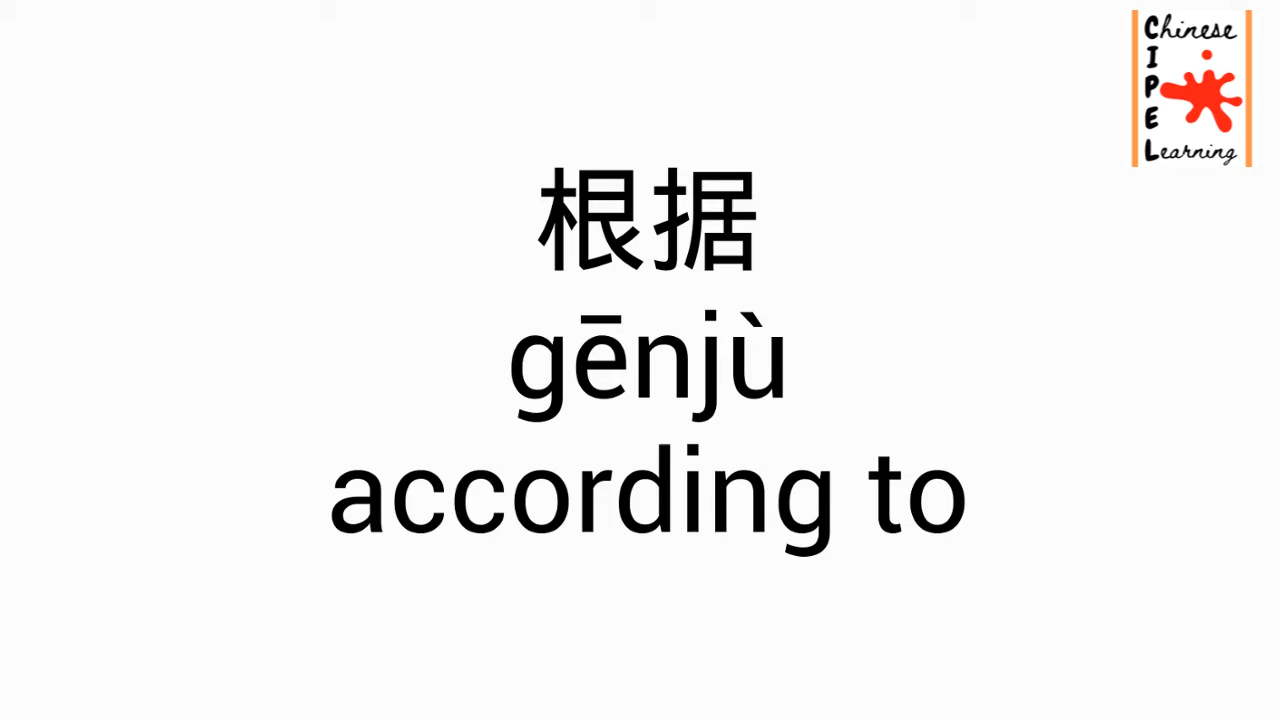 Chinese
I
P
E
Learning
根据
gēnjù
according to